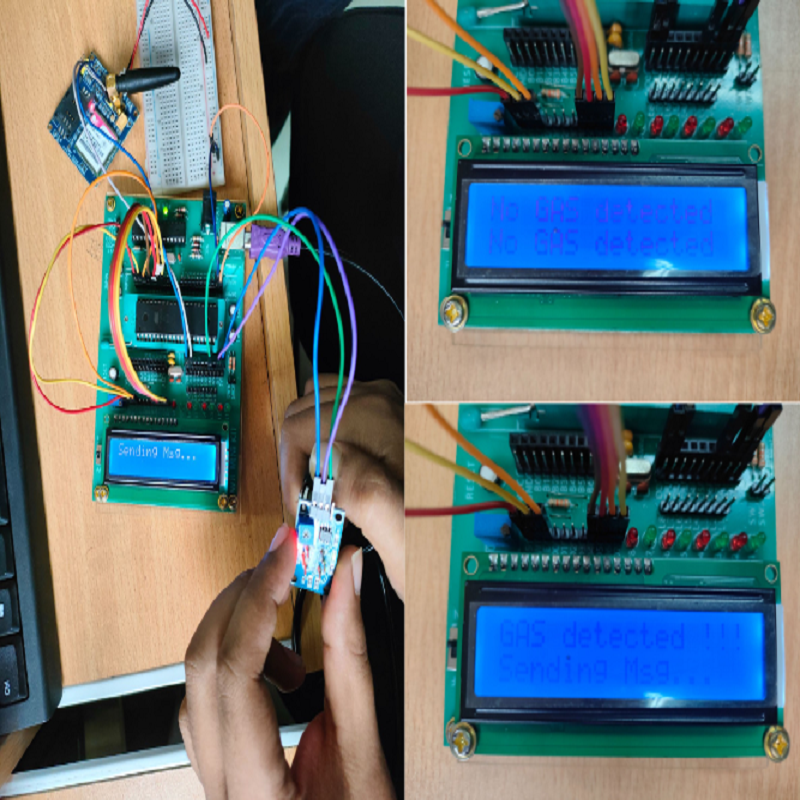 Sending Msg...
No GAS detected
No GAS detected
GAS detected !!!
Sending Msg...